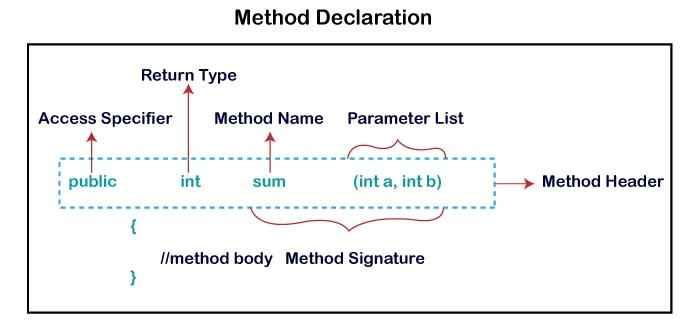 Method Declaration
Return Type
Access Specifier Method Name Parameter List
public int sum (int a, int b) Method Header
{
//method body Method Signature
}